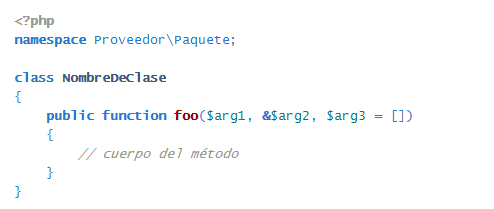 <?php
namespace Proveedor\Paquete;
class NombreDeClase
{
public function foo($arg1, &$arg2, $arg3 = [])
{
// cuerpo del método
}
}